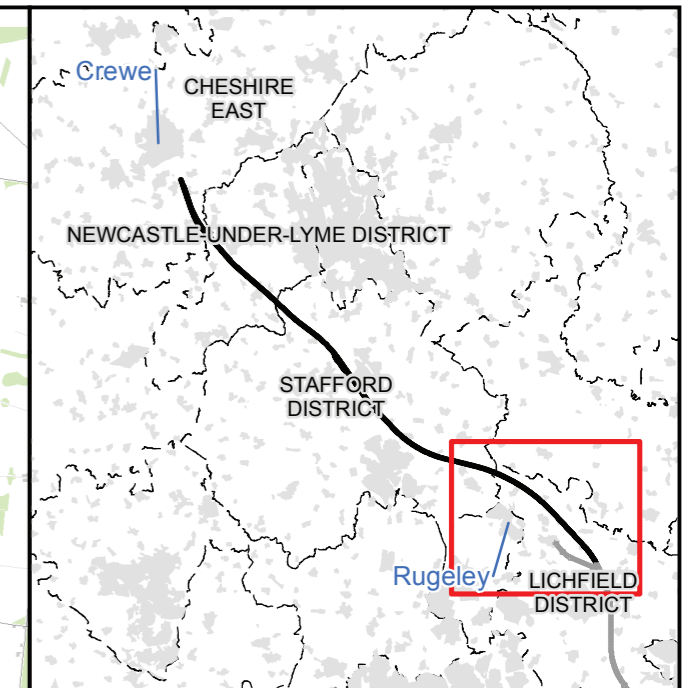 Crewe
CHESHIRE
EAST
NEWCASTLE-UNDER-LYME DISTRICT
STAFFORD
DISTRICT
Rugeley
LICHFIELD
DISTRICT